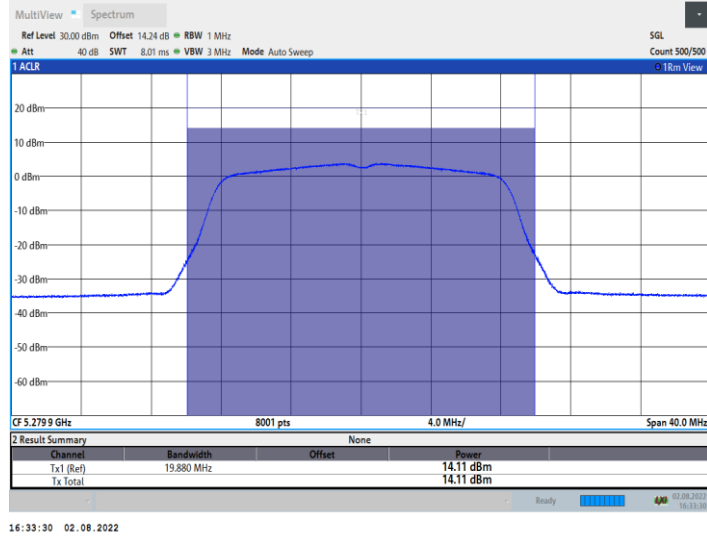 MultiView Spectrum
Ref Level 30.00 dBm Offset 14.24 dB RBW 1 MHz SGL
Att 40 dB SWT 8.01 ms VBW 3 MHz Mode Auto Sweep Count 500/500
1 ACLR 1Rm View
20 dBm
10 dBm
0 dBm
-10 dBm
-20 dBm
-30 dBm
-40 dBm
-50 dBm
-60 dBm
CF 5.279 9 GHz 8001 pts 4.0 MHz/ Span 40.0 MHz
2 Result Summary None
Channel Bandwidth Offset Power
Tx1 (Ref) 19.880 MHz 14.11 dBm
Tx Total 14.11 dBm
Ready 02.08.2022
16:33:30
16:33:30 02.08.2022